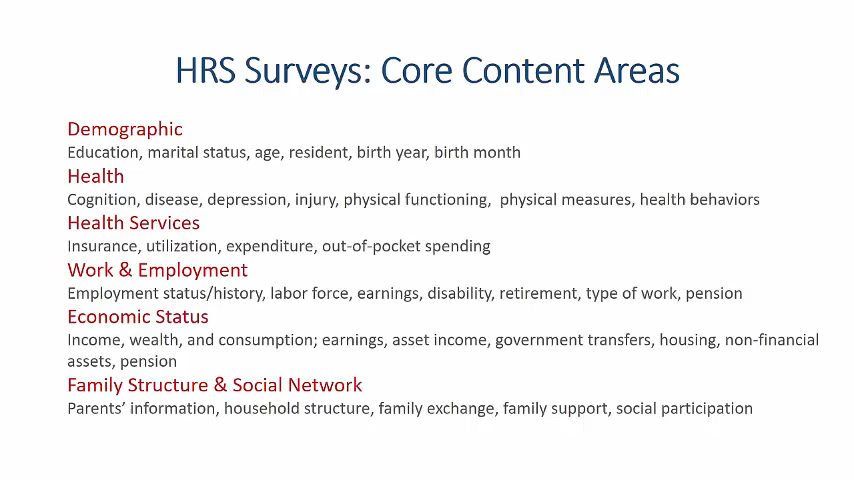 HRS Surveys: Core Content Areas
Demographic
Education, marital status, age, resident, birth year, birth month
Health
Cognition, disease, depression, injury, physical functioning,  physical measures, health behaviors
Health Services
Insurance, utilization, expenditure, out-of-pocket spending
Work & Employment
Employment status/history, labor force, earnings, disability, retirement, type of work, pension
Economic Status
Income, wealth, and consumption; earnings, asset income, government transfers, housing, non-financial
assets, pension
Family Structure & Social Network
Parents’ information, household structure, family exchange, family support, social participation